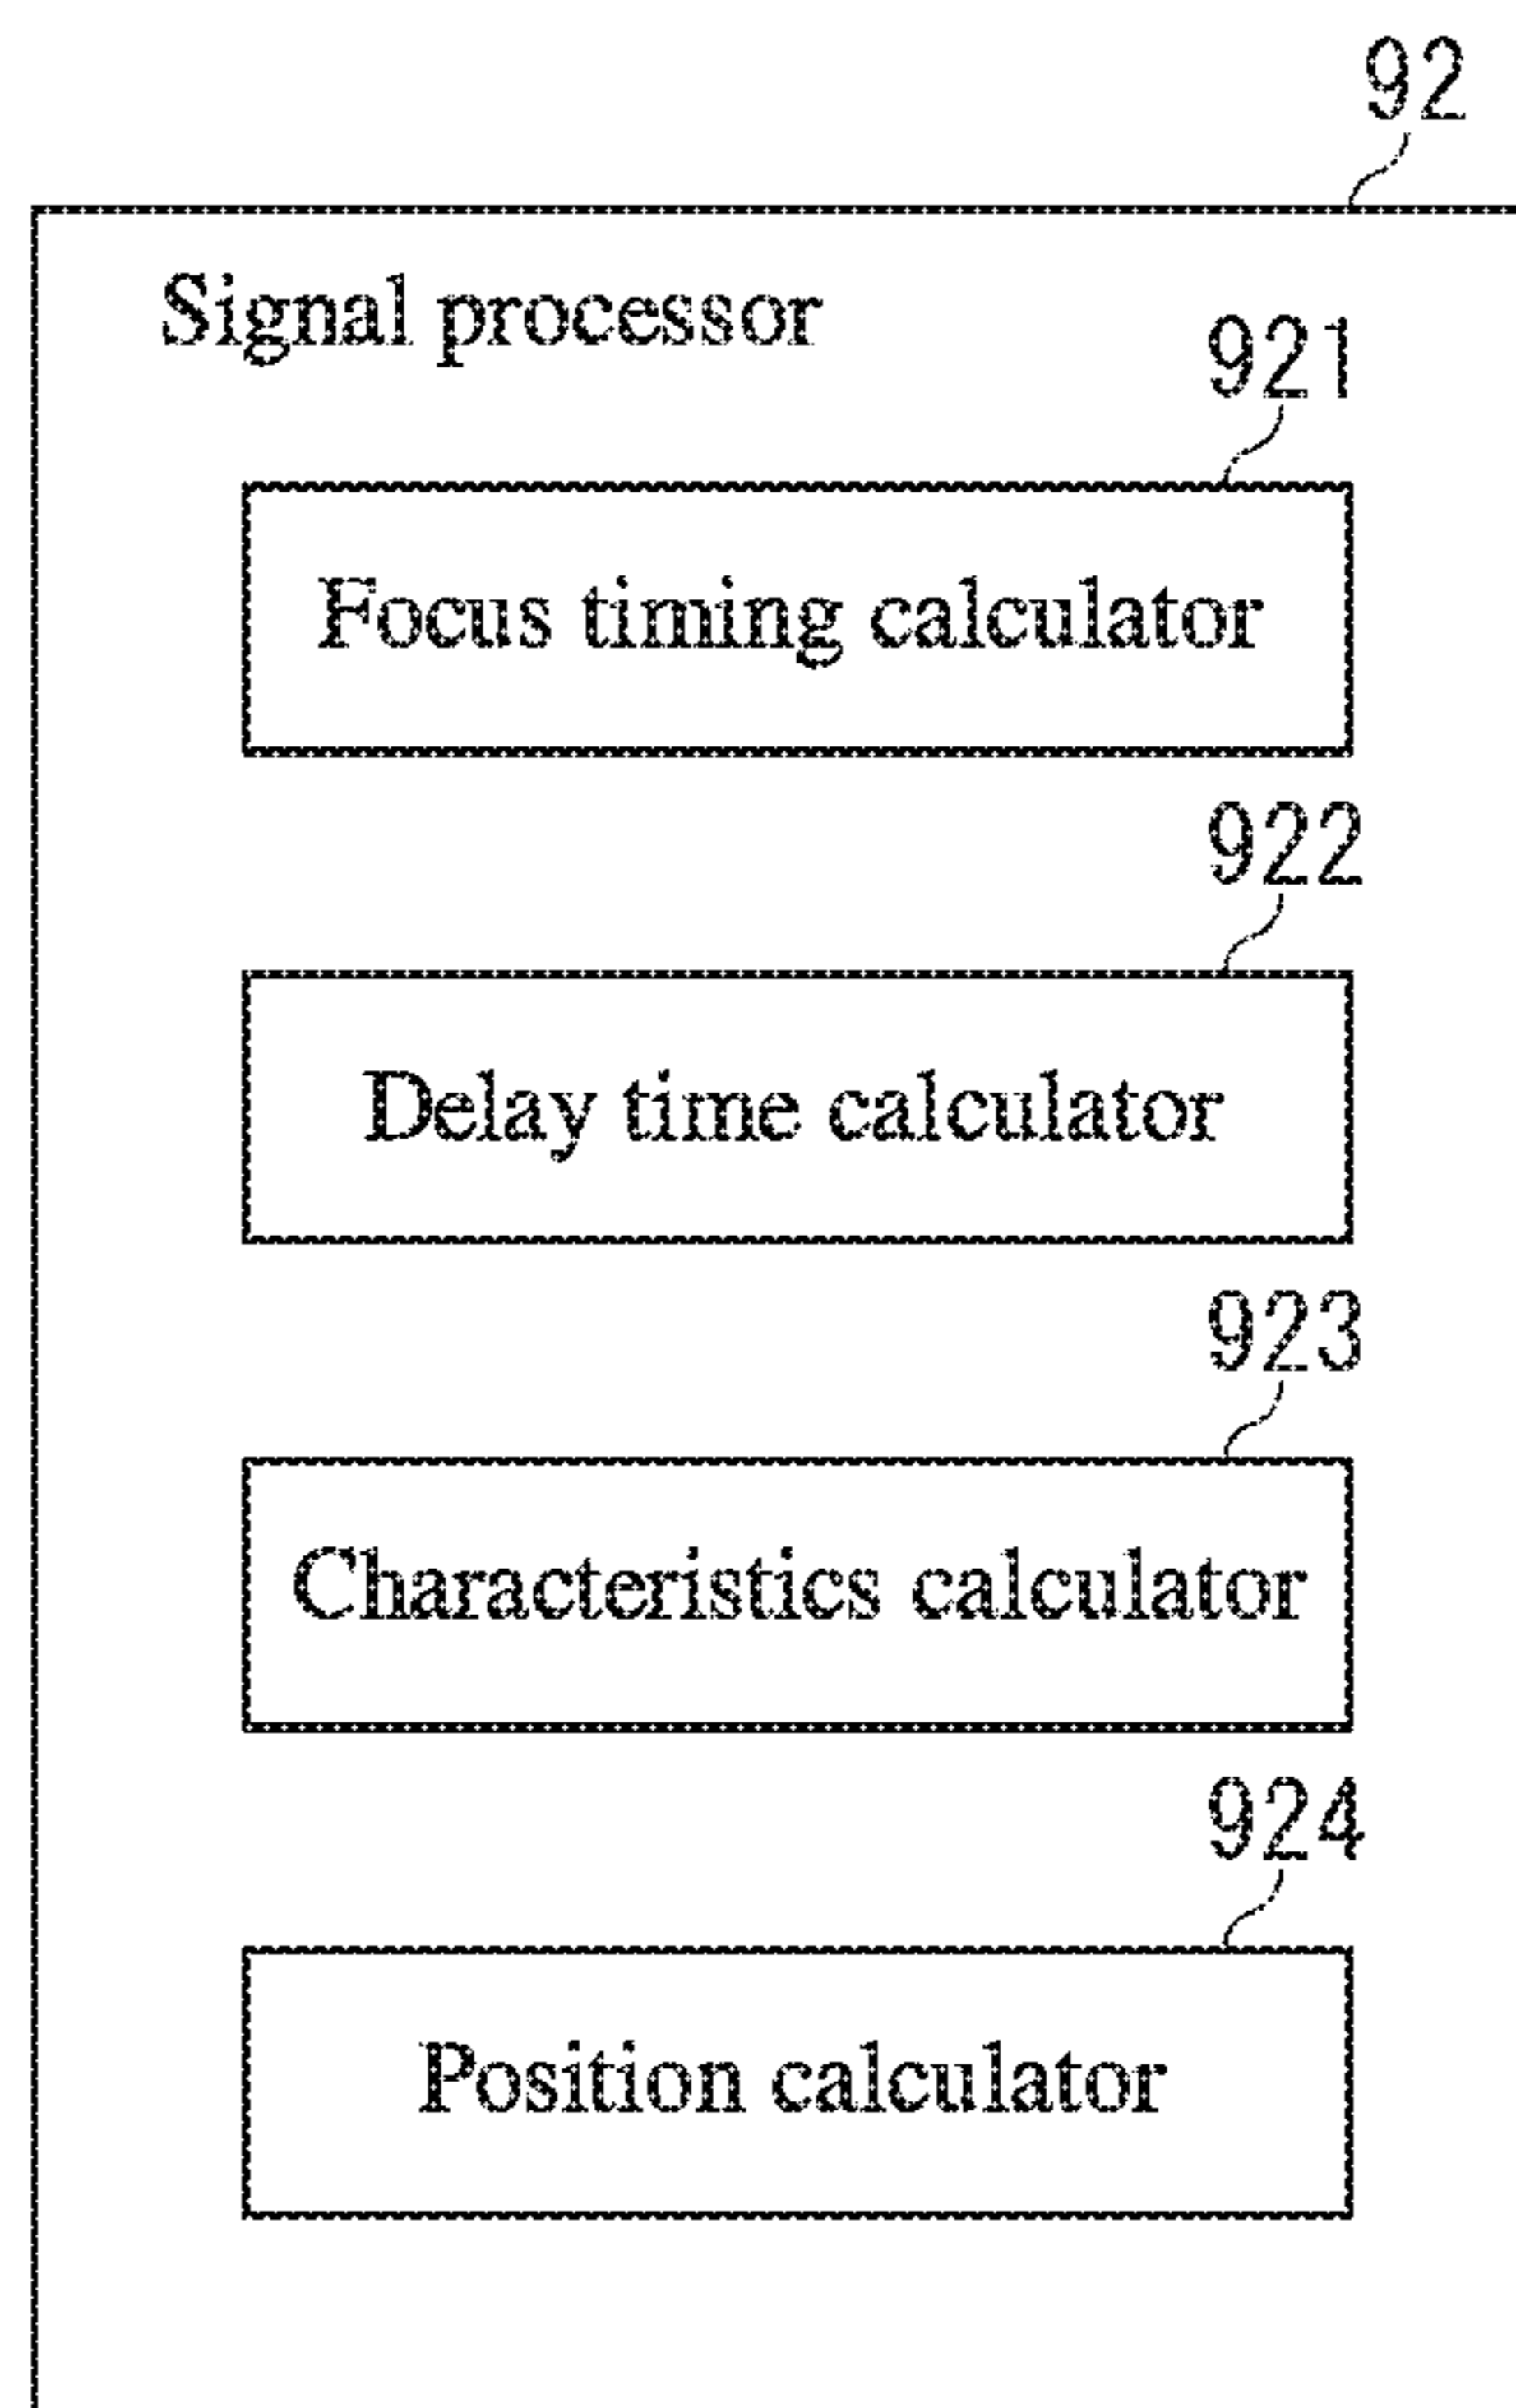 92
Signal processor
921
Focus timing calculator
922
Delay time calculator
923
Characteristics calculator
924
Position calculator